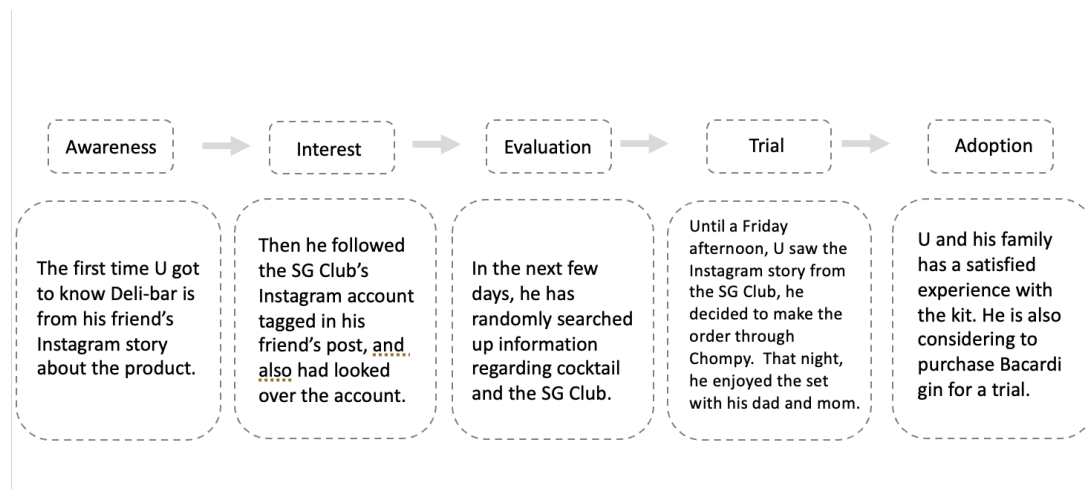 Awareness
Interest
Evaluation
Trial
Adoption
The first time U got
to know Deli-bar is
from his friend’s
Instagram story
about the product.
Then he followed
the SG Club’s
Instagram account
tagged in his
friend’s post, and
also had looked
over the account.
In the next few
days, he has
randomly searched
up information
regarding cocktail
and the SG Club.
Until a Friday
afternoon, U saw the
Instagram story from
the SG Club, he
decided to make the
order through
Chompy.  That night,
he enjoyed the set
with his dad and mom.
U and his family
has a satisfied
experience with
the kit. He is also
considering to
purchase Bacardi
gin for a trial.